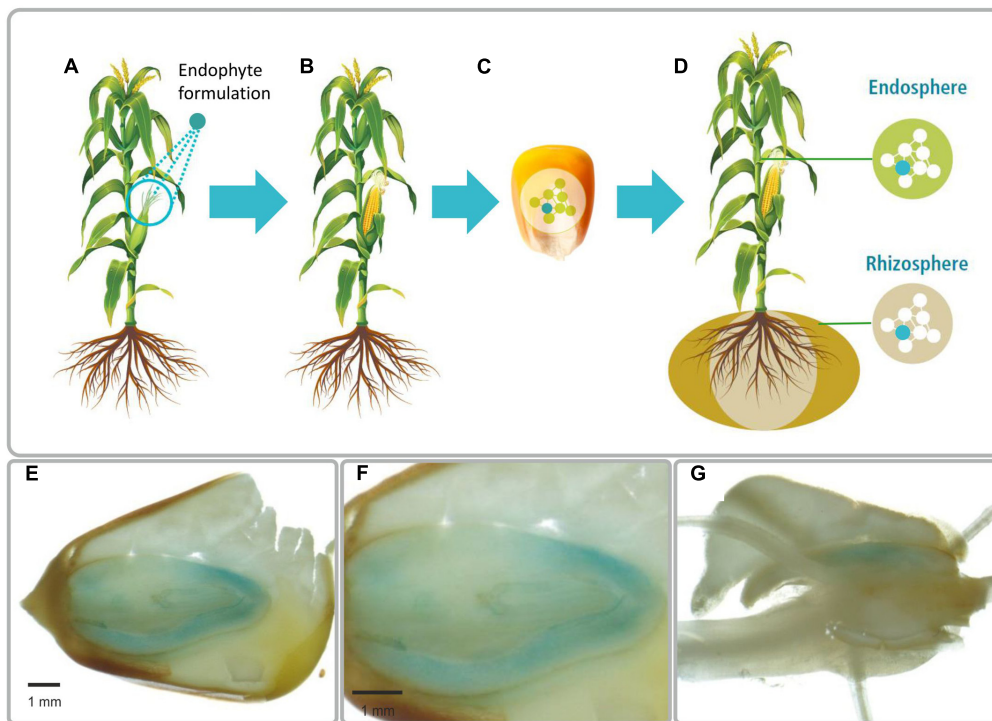 A
Endophyte
formulation
B
C
D
Endosphere
Rhizosphere
E
1 mm
F
1 mm
G